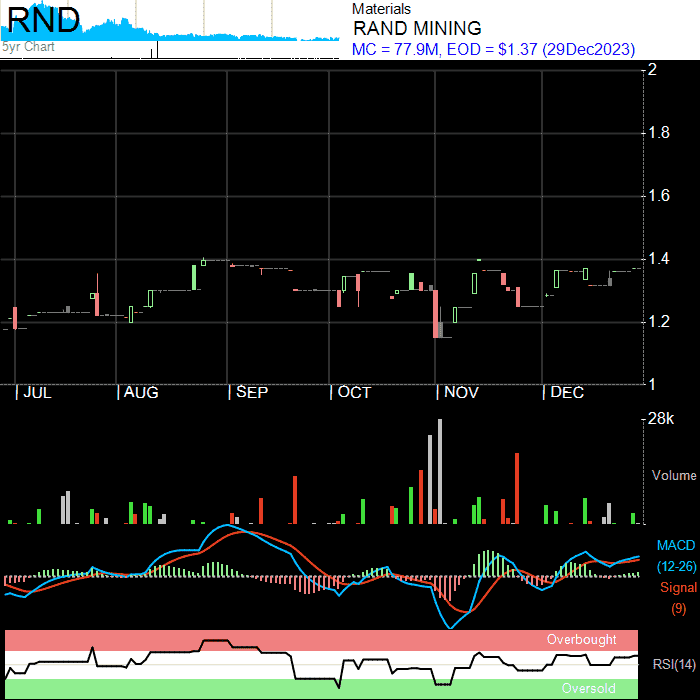 RND
5yr Chart
Materials
RAND MINING
MC = 77.9M, EOD = $1.37 (29Dec2023)
2
1.8
1.6
1.4
1.2
1
JUL AUG SEP OCT NOV DEC
28k
Volume
MACD
(12-26)
Signal
(9)
Overbought
RSI(14)
Oversold